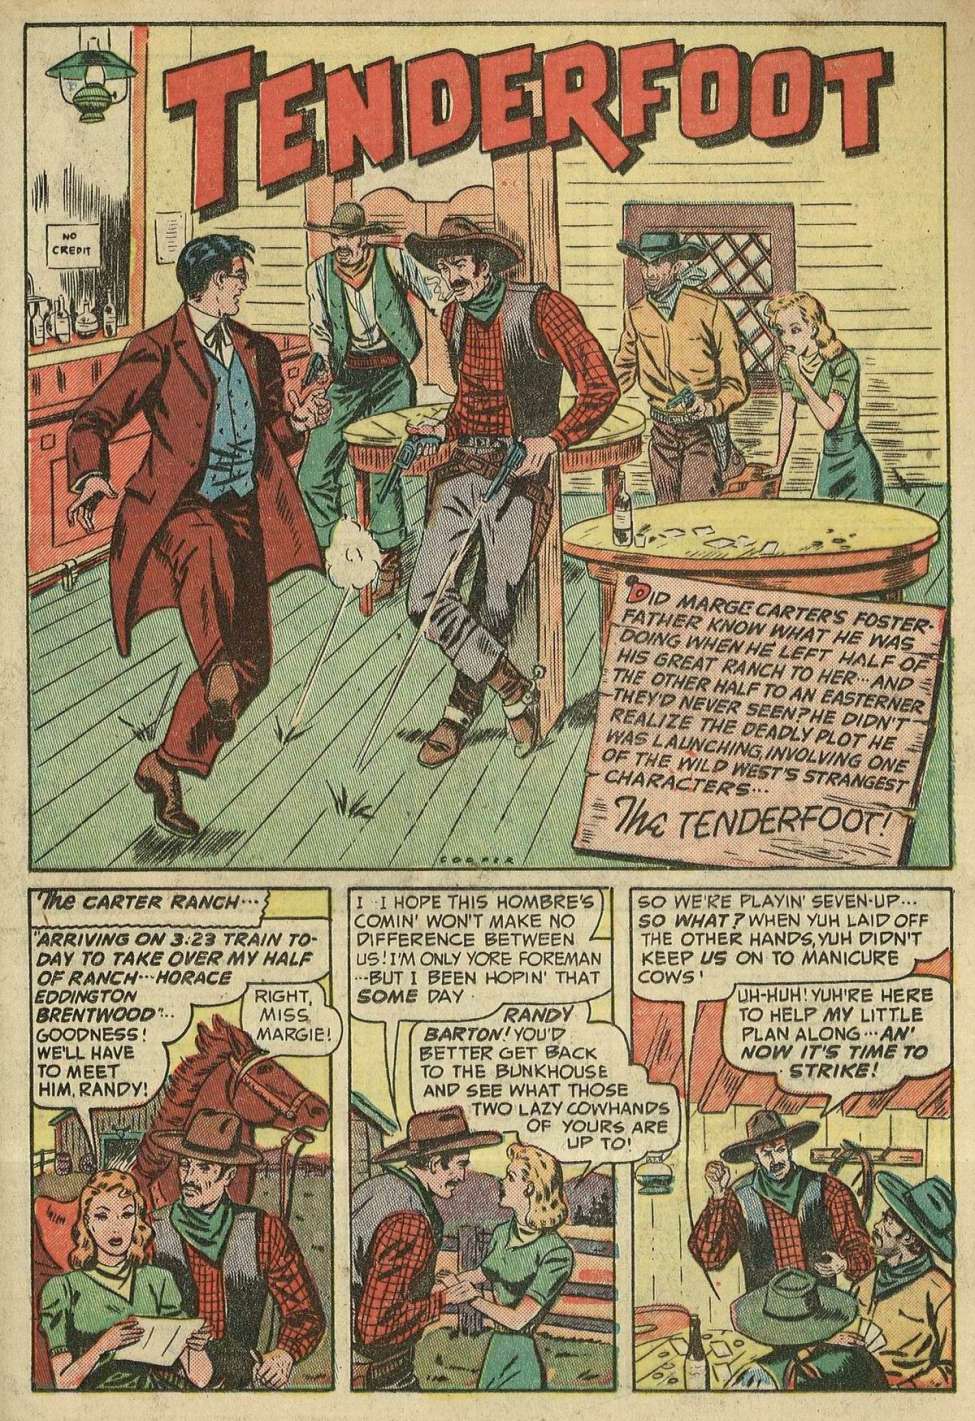 TENDERFOOT
NO
CREDIT
DID MARGE CARTER'S FOSTER-
FATHER KNOW WHAT HE WAS
DOING WHEN HE LEFT HALF OF
HIS GREAT RANCH TO HER...AND
THE OTHER HALF TO AN EASTERNER
THEY'D NEVER SEEN? HE DIDN'T
REALIZE THE DEADLY PLOT HE
WAS LAUNCHING, INVOLVING ONE
OF THE WILD WEST'S STRANGEST
CHARACTERS...
The TENDERFOOT!
COOPER
The CARTER RANCH...
"ARRIVING ON 3:23 TRAIN TO-
DAY TO TAKE OVER MY HALF
OF RANCH...HORACE
EDDINGTON
BRENTWOOD"...
GOODNESS!
WE'LL HAVE
TO MEET
HIM, RANDY!
RIGHT,
MISS
MARGIE!
I - I HOPE THIS HOMBRE'S
COMIN' WON'T MAKE NO
DIFFERENCE BETWEEN
US! I'M ONLY YORE FOREMAN
...BUT I BEEN HOPIN' THAT
SOME DAY -
RANDY
BARTON! YOU'D
BETTER GET BACK
TO THE BUNKHOUSE
AND SEE WHAT THOSE
TWO LAZY COWHANDS
OF YOURS ARE
UP TO!
SO WE'RE PLAYIN' SEVEN-UP...
SO WHAT? WHEN YUH LAID OFF
THE OTHER HANDS, YUH DIDN'T
KEEP US ON TO MANICURE
COWS!
UH-HUH! YUH'RE HERE
TO HELP MY LITTLE
PLAN ALONG...AN'
NOW IT'S TIME TO
STRIKE!